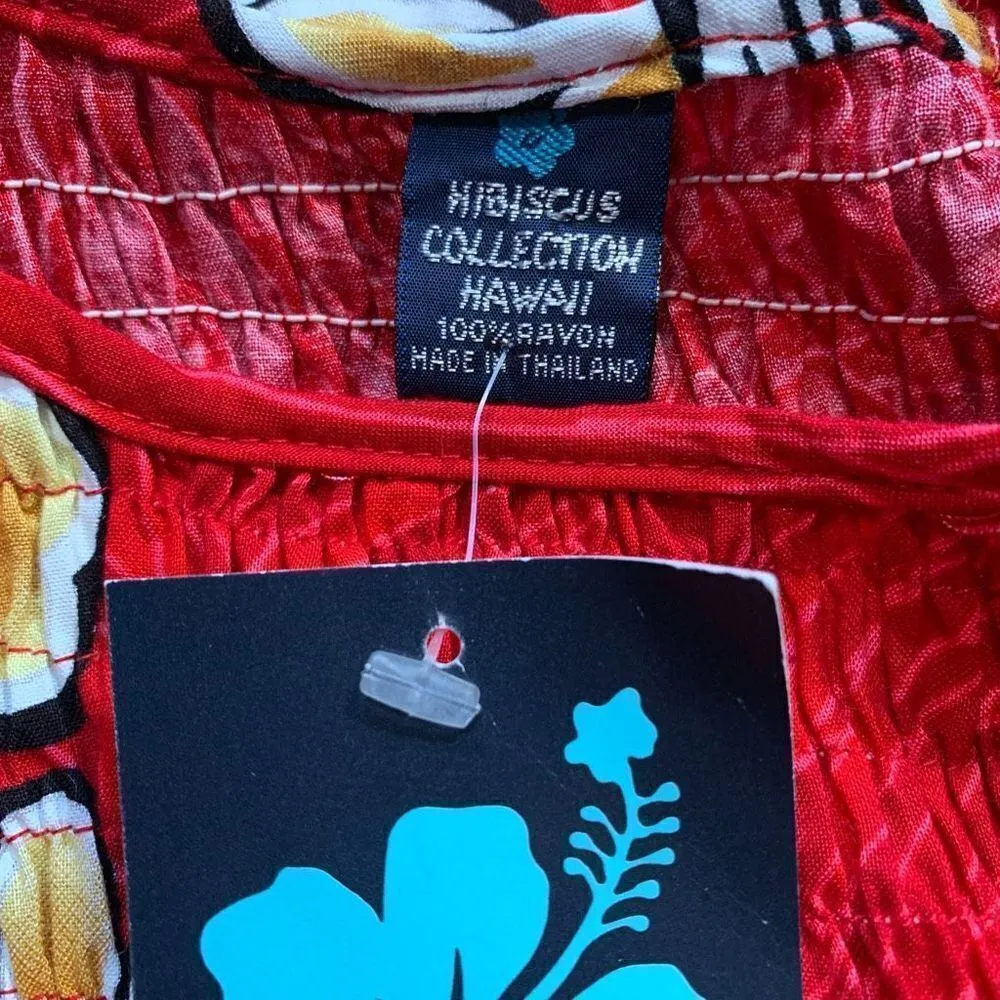 HIBISCUS
COLLECTION
HAWAII
100% RAYON
MADE IN THAILAND